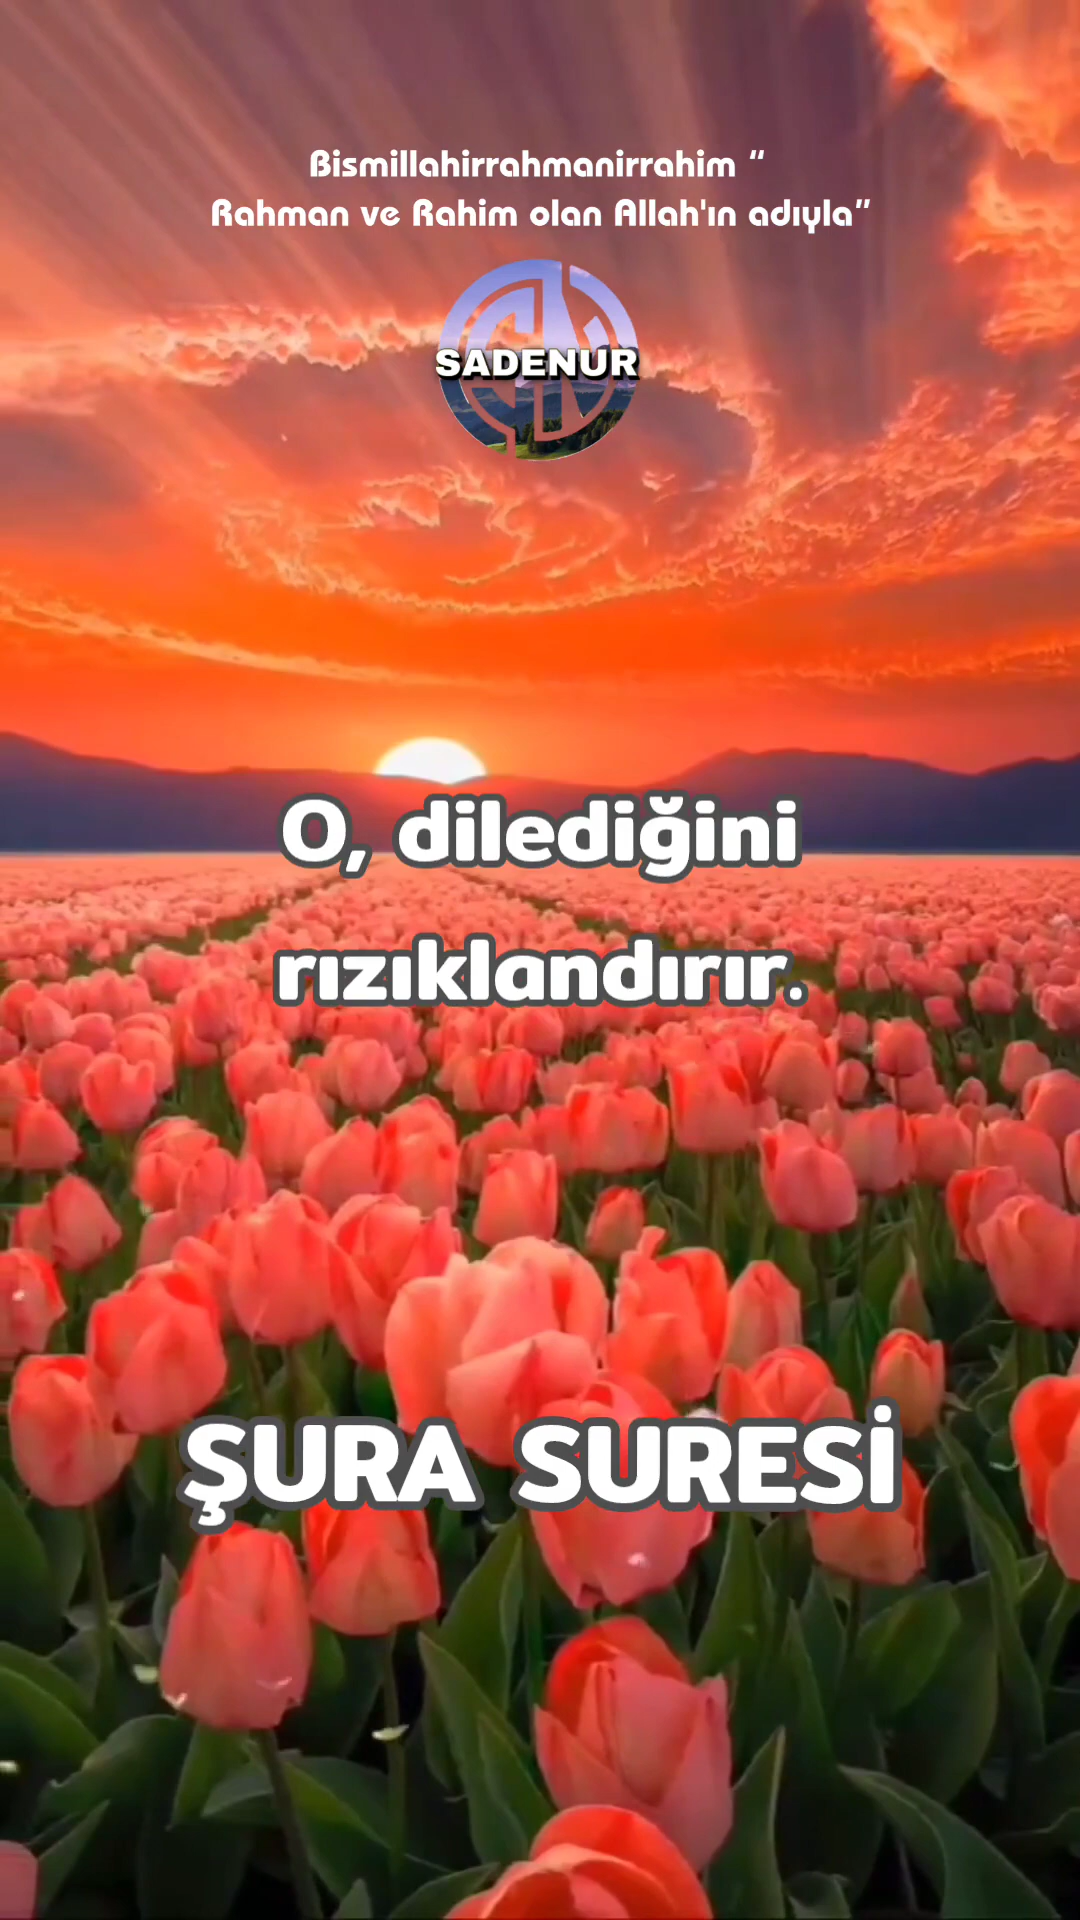 Bismillahirrahmanirrahim “
Rahman ve Rahim olan Allah'ın adıyla”
SADENUR
O, dilediğini
rızıklandırır.
ŞURA SURESİ